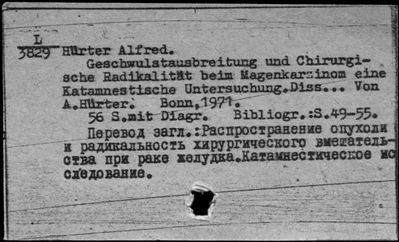 L
3829
Hürter Alfred.
Geschwulstausbreitung und Chirurgi-
sche Radikalität beim Magenkarzinom eine
Katamnestische Untersuchung.Diss... Von
A.Hürter. Bonn,1971.
56 S.mit Diagr. Bibliogr.:S.49-55.
Перевод загл.:Распространение опухоли
и радикальность хирургического вмешатель-
ства при раке желудка.Катамнестическое ис
следование.